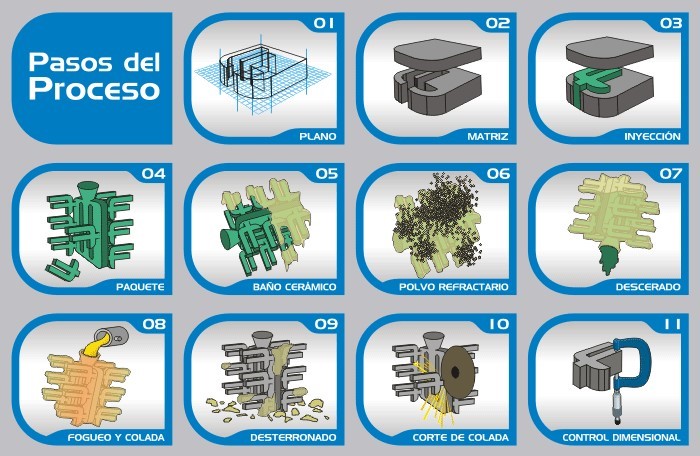 Pasos del
Proceso
01
PLANO
02
MATRIZ
03
INYECCIÓN
04
PAQUETE
05
BAÑO CERÁMICO
06
POLVO REFRACTARIO
07
DESCERADO
08
FOGUEO Y COLADA
09
DESTERRONADO
10
CORTE DE COLADA
11
CONTROL DIMENSIONAL